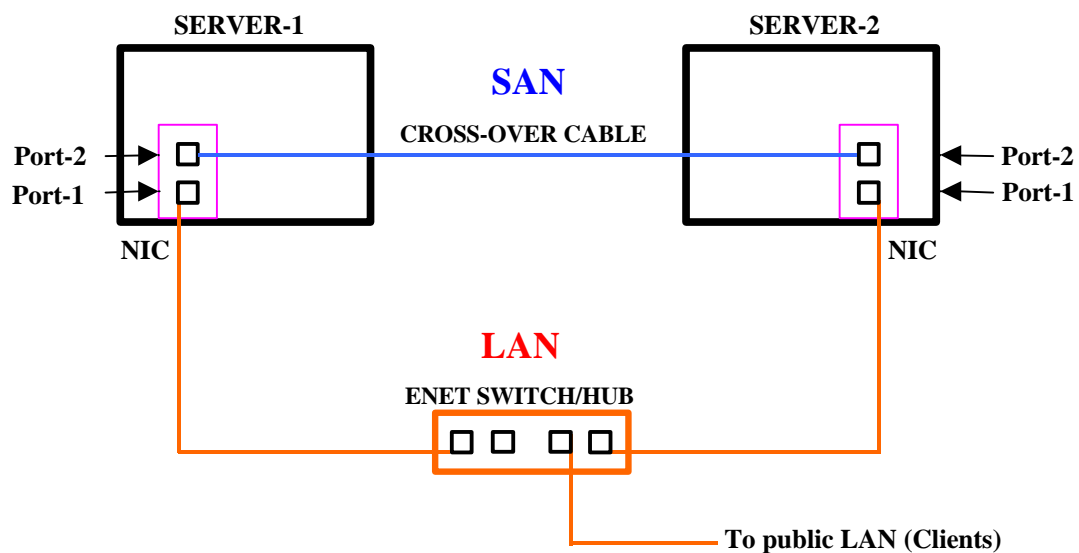 SERVER-1
SERVER-2
SAN
CROSS-OVER CABLE
Port-2
Port-2
Port-1
Port-1
NIC
NIC
LAN
ENET SWITCH/HUB
To public LAN (Clients)